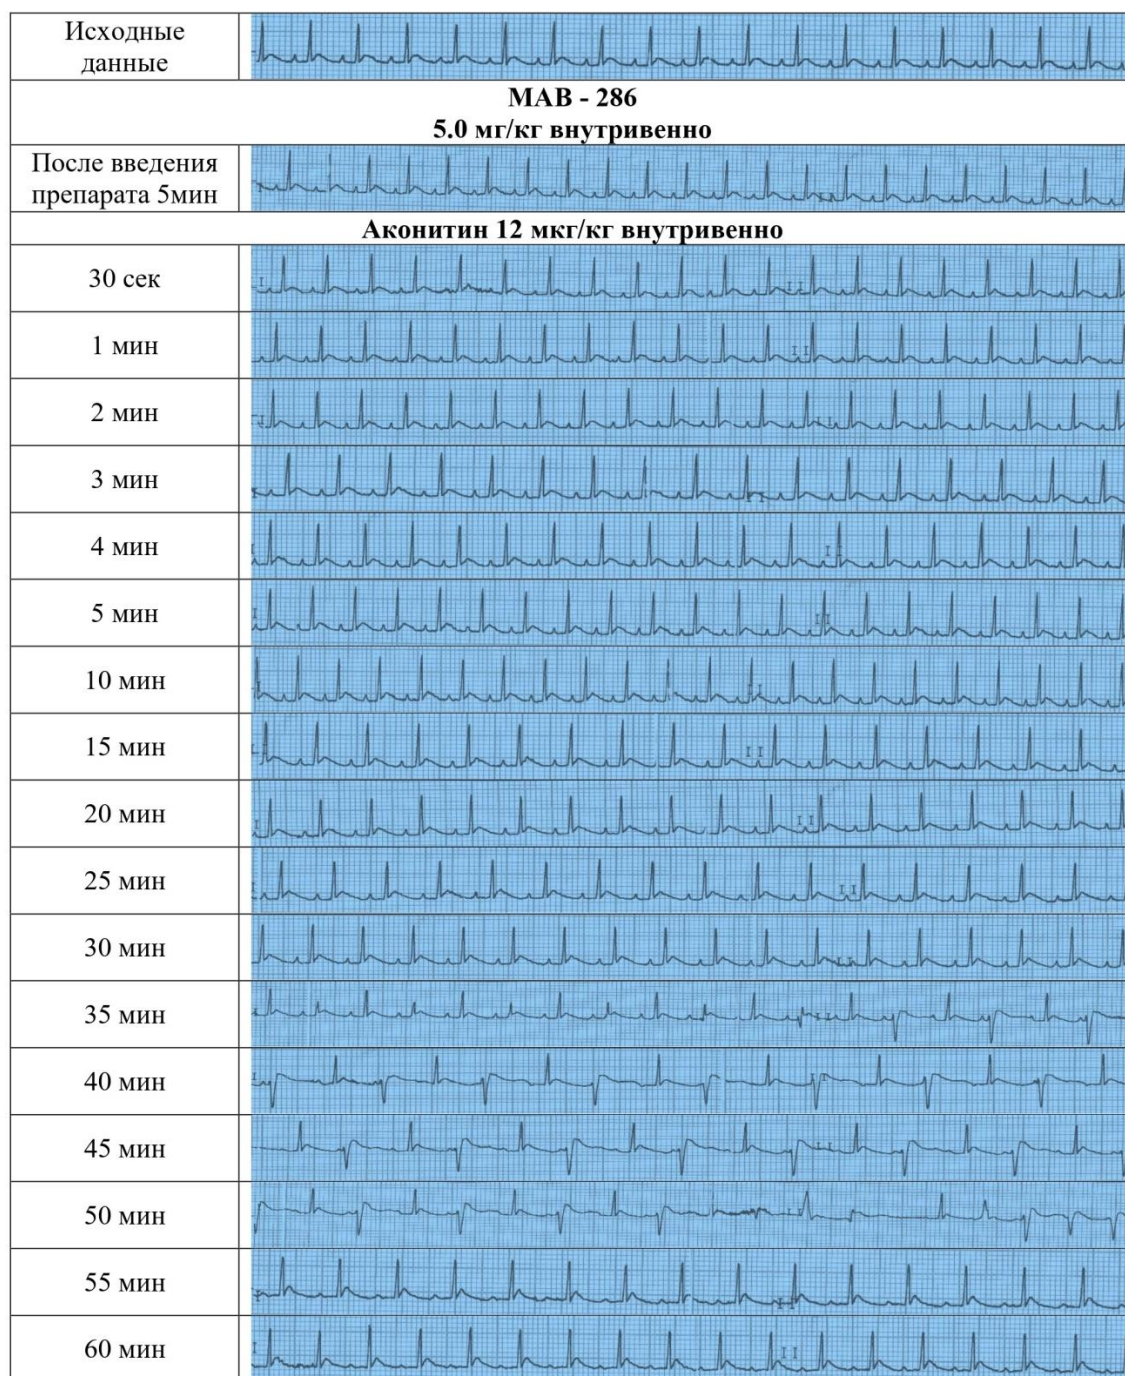 Исходные
данные
МАВ - 286
5.0 мг/кг внутривенно
После введения
препарата 5мин
I
I I
Аконитин 12 мкг/кг внутривенно
30 сек
I
I I
1 мин
I I
2 мин
I
I I
3 мин
I
I I
4 мин
I
I I
5 мин
I
I I
10 мин
I
I I
15 мин
I I
20 мин
I
I I
25 мин
I
I I
30 мин
I I
35 мин
I
I I
40 мин
I
I I
45 мин
I I
50 мин
I
55 мин
I
I I
60 мин
I
I I